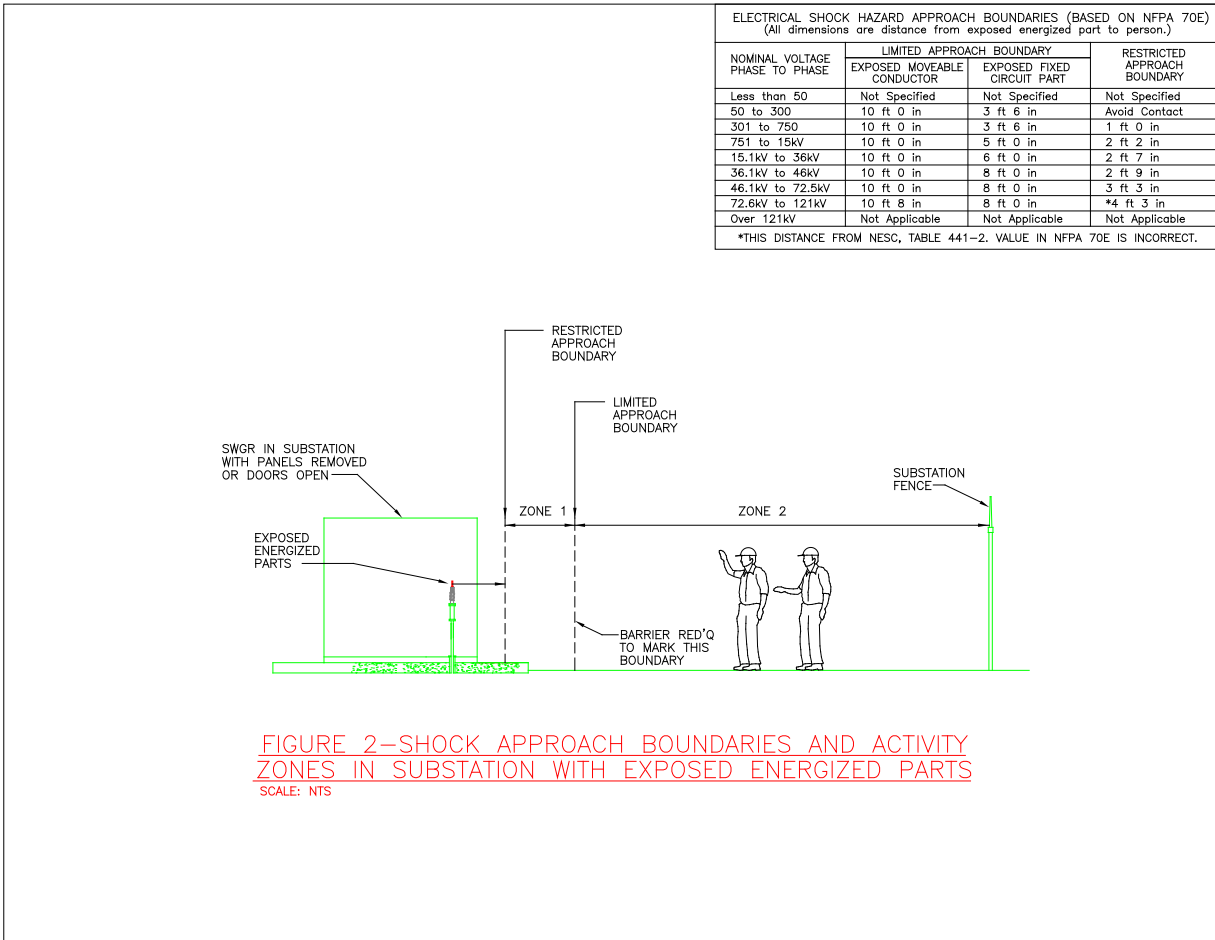 ELECTRICAL SHOCK HAZARD APPROACH BOUNDARIES (BASED ON NFPA 70E)
(All dimensions are distance from exposed energized part to person.)
NOMINAL VOLTAGE
PHASE TO PHASE
LIMITED APPROACH BOUNDARY
EXPOSED MOVEABLE
CONDUCTOR
EXPOSED FIXED
CIRCUIT PART
RESTRICTED
APPROACH
BOUNDARY
Less than 50 Not Specified Not Specified Not Specified
50 to 300 10 ft 0 in 3 ft 6 in Avoid Contact
301 to 750 10 ft 0 in 3 ft 6 in 1 ft 0 in
751 to 15kV 10 ft 0 in 5 ft 0 in 2 ft 2 in
15.1kV to 36kV 10 ft 0 in 6 ft 0 in 2 ft 7 in
36.1kV to 46kV 10 ft 0 in 8 ft 0 in 2 ft 9 in
46.1kV to 72.5kV 10 ft 0 in 8 ft 0 in 3 ft 3 in
72.6kV to 121kV 10 ft 8 in 8 ft 0 in *4 ft 3 in
Over 121kV Not Applicable Not Applicable Not Applicable
*THIS DISTANCE FROM NESC, TABLE 441-2. VALUE IN NFPA 70E IS INCORRECT.
RESTRICTED
APPROACH
BOUNDARY
LIMITED
APPROACH
BOUNDARY
SWGR IN SUBSTATION
WITH PANELS REMOVED
OR DOORS OPEN
SUBSTATION
FENCE
ZONE 1
ZONE 2
EXPOSED
ENERGIZED
PARTS
BARRIER RED'Q
TO MARK THIS
BOUNDARY
FIGURE 2-SHOCK APPROACH BOUNDARIES AND ACTIVITY
ZONES IN SUBSTATION WITH EXPOSED ENERGIZED PARTS
SCALE: NTS